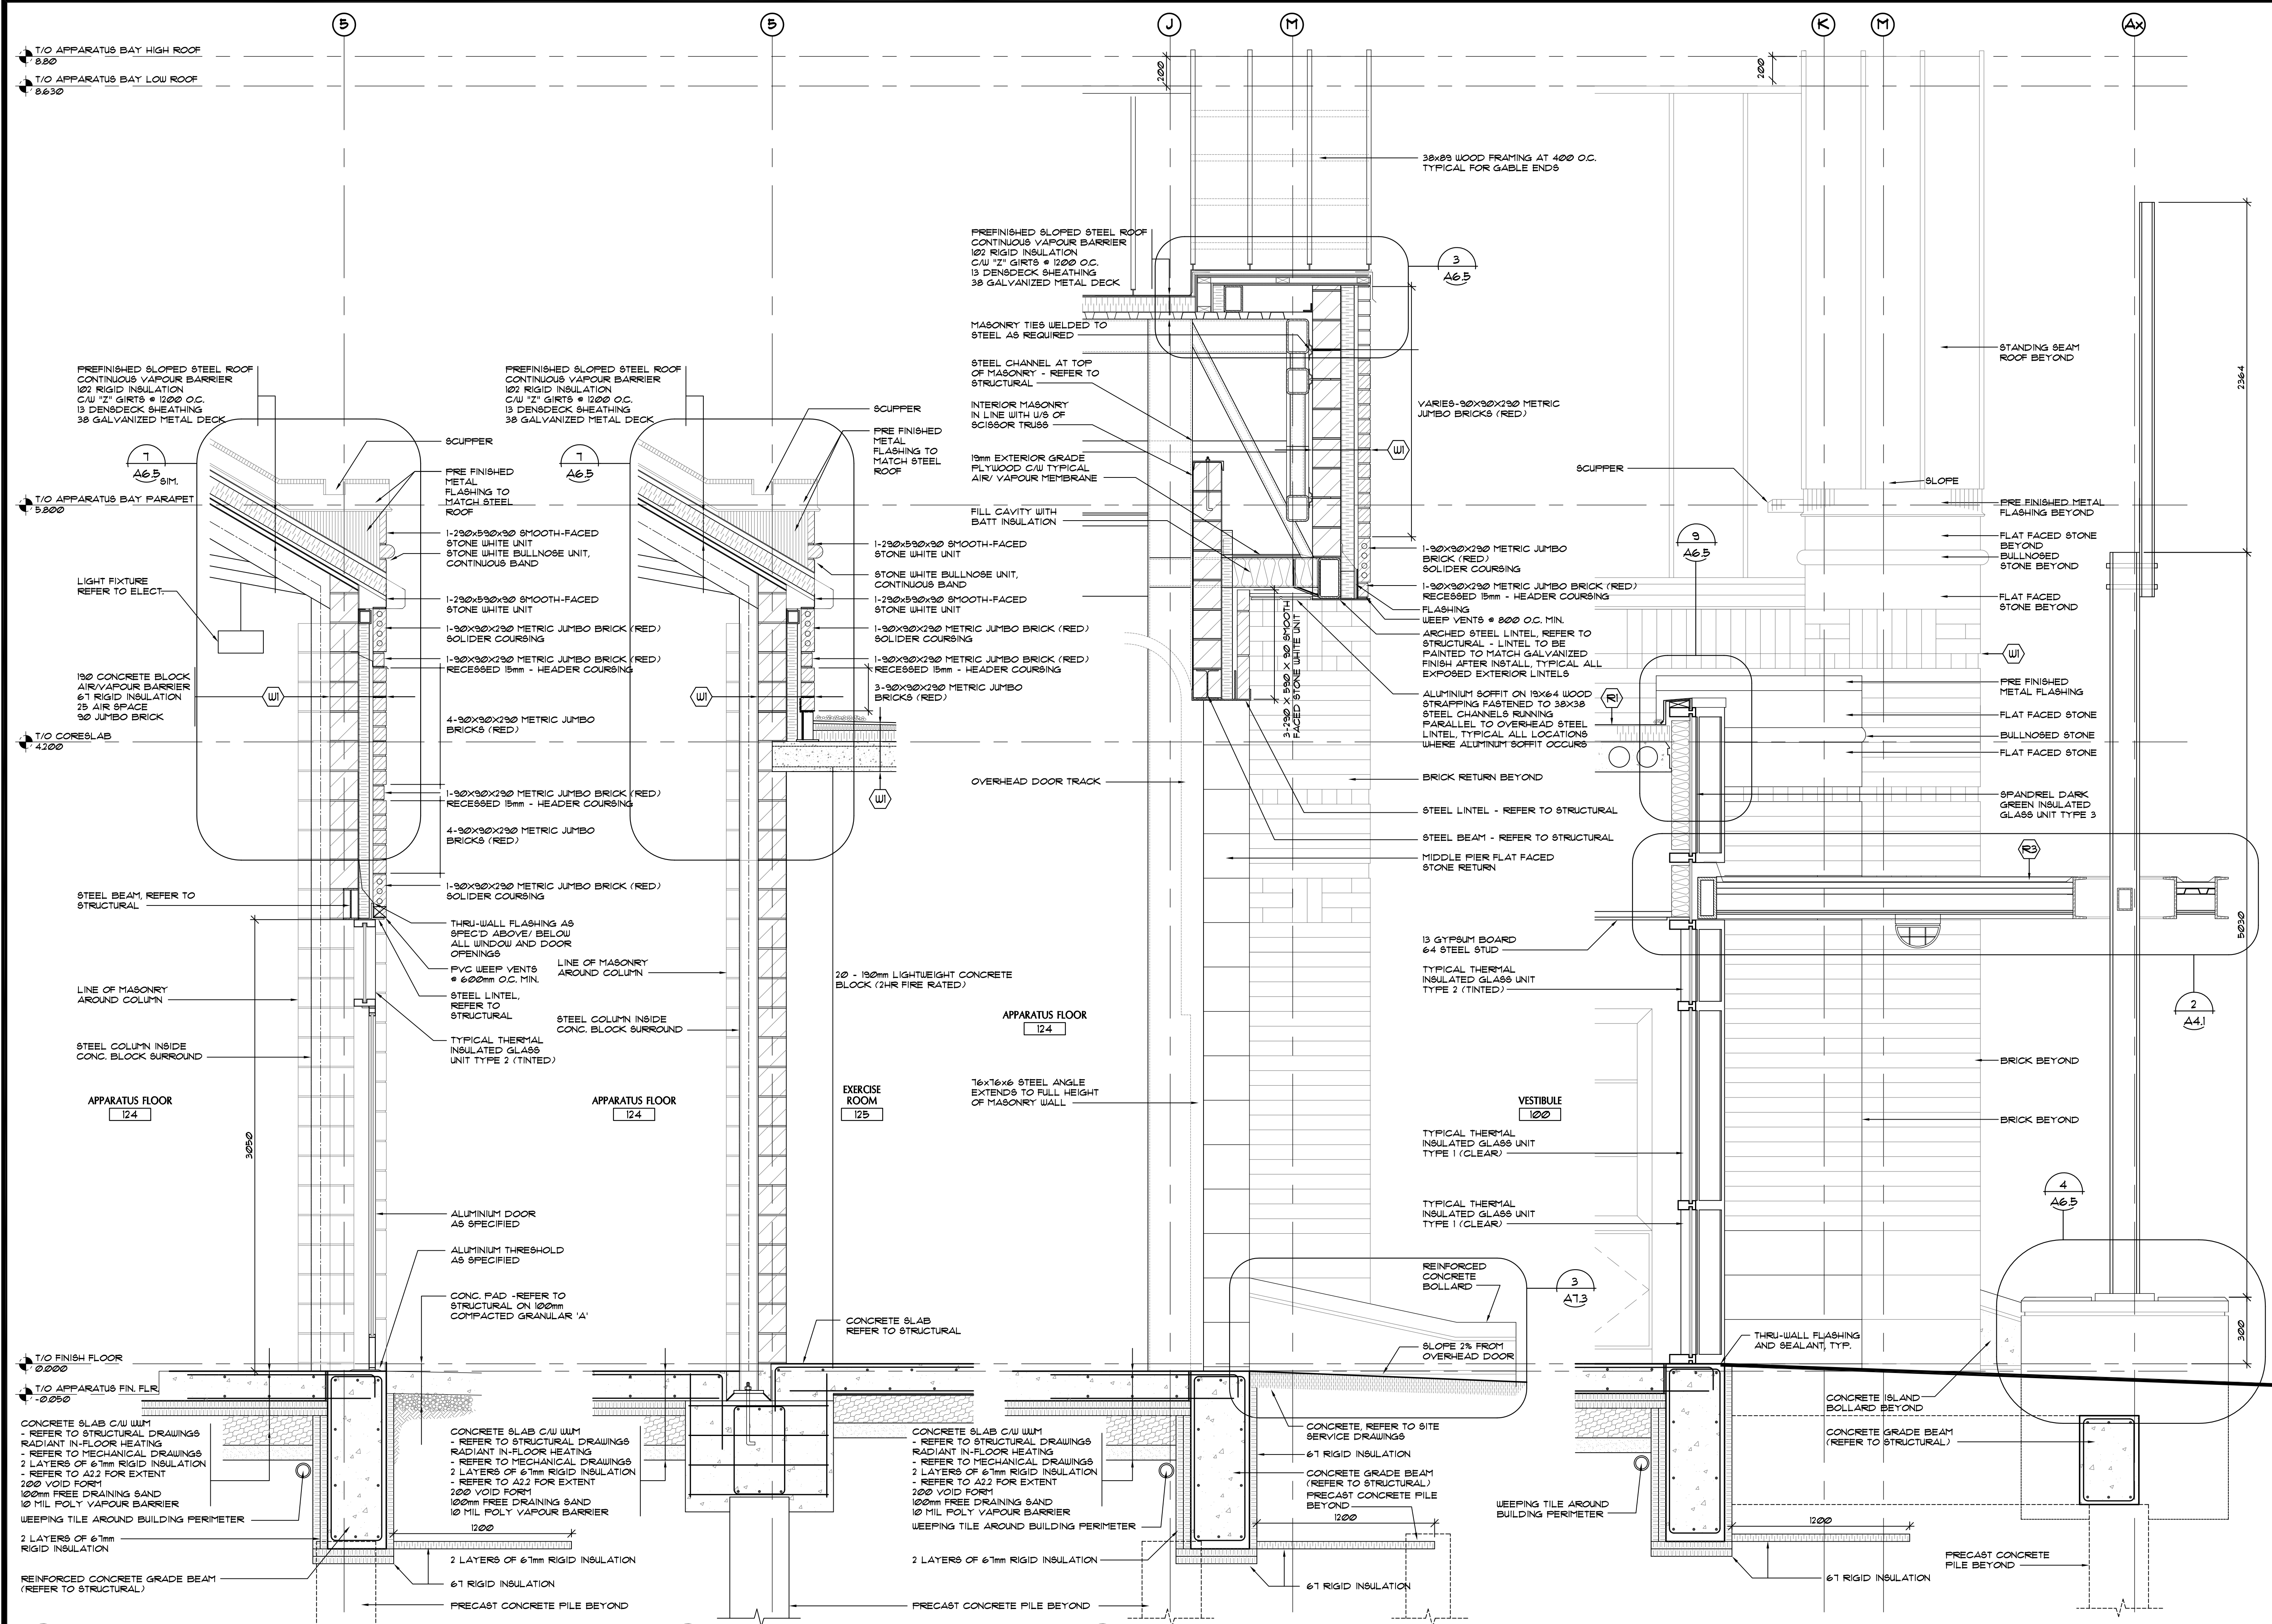 5
5
J
M
K
M
Ax
T/O APPARATUS BAY HIGH ROOF
8.80
T/O APPARATUS BAY LOW ROOF
8.630
T/O APPARATUS BAY PARAPET
5.800
T/O CORESLAB
4.200
T/O FINISH FLOOR
0.000
T/O APPARATUS FIN. FLR.
-0.050
PREFINISHED SLOPED STEEL ROOF
CONTINUOUS VAPOUR BARRIER
102 RIGID INSULATION
C/W "Z" GIRTS @ 1200 O.C.
13 DENSDECK SHEATHING
38 GALVANIZED METAL DECK
7
A6.5
SIM.
LIGHT FIXTURE
REFER TO ELECT.
190 CONCRETE BLOCK
AIR/VAPOUR BARRIER
67 RIGID INSULATION
25 AIR SPACE
90 JUMBO BRICK
W1
STEEL BEAM, REFER TO
STRUCTURAL
LINE OF MASONRY
AROUND COLUMN
STEEL COLUMN INSIDE
CONC. BLOCK SURROUND
APPARATUS FLOOR
124
3050
CONCRETE SLAB C/W WWM
- REFER TO STRUCTURAL DRAWINGS
RADIANT IN-FLOOR HEATING
- REFER TO MECHANICAL DRAWINGS
2 LAYERS OF 67mm RIGID INSULATION
- REFER TO A2.2 FOR EXTENT
200 VOID FORM
100mm FREE DRAINING SAND
10 MIL POLY VAPOUR BARRIER
WEEPING TILE AROUND BUILDING PERIMETER
2 LAYERS OF 67mm
RIGID INSULATION
REINFORCED CONCRETE GRADE BEAM
(REFER TO STRUCTURAL)
SCUPPER
PRE FINISHED
METAL
FLASHING TO
MATCH STEEL
ROOF
1-290x590x90 SMOOTH-FACED
STONE WHITE UNIT
STONE WHITE BULLNOSE UNIT,
CONTINUOUS BAND
1-290x590x90 SMOOTH-FACED
STONE WHITE UNIT
1-90X90X290 METRIC JUMBO BRICK (RED)
SOLIDER COURSING
1-90X90X290 METRIC JUMBO BRICK (RED)
RECESSED 15mm - HEADER COURSING
4-90X90X290 METRIC JUMBO
BRICKS (RED)
1-90X90X290 METRIC JUMBO BRICK (RED)
RECESSED 15mm - HEADER COURSING
4-90X90X290 METRIC JUMBO
BRICKS (RED)
1-90X90X290 METRIC JUMBO BRICK (RED)
SOLIDER COURSING
THRU-WALL FLASHING AS
SPEC'D ABOVE/ BELOW
ALL WINDOW AND DOOR
OPENINGS
PVC WEEP VENTS
@ 600mm O.C. MIN.
STEEL LINTEL,
REFER TO
STRUCTURAL
TYPICAL THERMAL
INSULATED GLASS
UNIT TYPE 2 (TINTED)
ALUMINIUM DOOR
AS SPECIFIED
ALUMINIUM THRESHOLD
AS SPECIFIED
CONC. PAD -REFER TO
STRUCTURAL ON 100mm
COMPACTED GRANULAR 'A'
CONCRETE SLAB C/W WWM
- REFER TO STRUCTURAL DRAWINGS
RADIANT IN-FLOOR HEATING
- REFER TO MECHANICAL DRAWINGS
2 LAYERS OF 67mm RIGID INSULATION
- REFER TO A2.2 FOR EXTENT
200 VOID FORM
100mm FREE DRAINING SAND
10 MIL POLY VAPOUR BARRIER
1200
2 LAYERS OF 67mm RIGID INSULATION
67 RIGID INSULATION
PRECAST CONCRETE PILE BEYOND
PREFINISHED SLOPED STEEL ROOF
CONTINUOUS VAPOUR BARRIER
102 RIGID INSULATION
C/W "Z" GIRTS @ 1200 O.C.
13 DENSDECK SHEATHING
38 GALVANIZED METAL DECK
7
A6.5
SCUPPER
PRE FINISHED
METAL
FLASHING TO
MATCH STEEL
ROOF
1-290x590x90 SMOOTH-FACED
STONE WHITE UNIT
STONE WHITE BULLNOSE UNIT,
CONTINUOUS BAND
1-290x590x90 SMOOTH-FACED
STONE WHITE UNIT
1-90X90X290 METRIC JUMBO BRICK (RED)
SOLIDER COURSING
1-90X90X290 METRIC JUMBO BRICK (RED)
RECESSED 15mm - HEADER COURSING
3-90X90X290 METRIC JUMBO
BRICKS (RED)
W1
W1
LINE OF MASONRY
AROUND COLUMN
STEEL COLUMN INSIDE
CONC. BLOCK SURROUND
20 - 190mm LIGHTWEIGHT CONCRETE
BLOCK (2HR FIRE RATED)
APPARATUS FLOOR
124
EXERCISE
ROOM
125
CONCRETE SLAB
REFER TO STRUCTURAL
CONCRETE SLAB C/W WWM
- REFER TO STRUCTURAL DRAWINGS
RADIANT IN-FLOOR HEATING
- REFER TO MECHANICAL DRAWINGS
2 LAYERS OF 67mm RIGID INSULATION
- REFER TO A2.2 FOR EXTENT
200 VOID FORM
100mm FREE DRAINING SAND
10 MIL POLY VAPOUR BARRIER
WEEPING TILE AROUND BUILDING PERIMETER
2 LAYERS OF 67mm RIGID INSULATION
PRECAST CONCRETE PILE BEYOND
200
38x89 WOOD FRAMING AT 400 O.C.
TYPICAL FOR GABLE ENDS
PREFINISHED SLOPED STEEL ROOF
CONTINUOUS VAPOUR BARRIER
102 RIGID INSULATION
C/W "Z" GIRTS @ 1200 O.C.
13 DENSDECK SHEATHING
38 GALVANIZED METAL DECK
3
A6.5
MASONRY TIES WELDED TO
STEEL AS REQUIRED
STEEL CHANNEL AT TOP
OF MASONRY - REFER TO
STRUCTURAL
INTERIOR MASONRY
IN LINE WITH U/S OF
SCISSOR TRUSS
19mm EXTERIOR GRADE
PLYWOOD C/W TYPICAL
AIR/ VAPOUR MEMBRANE
FILL CAVITY WITH
BATT INSULATION
VARIES-90X90X290 METRIC
JUMBO BRICKS (RED)
W1
1-90X90X290 METRIC JUMBO
BRICK (RED)
SOLIDER COURSING
1-90X90X290 METRIC JUMBO BRICK (RED)
RECESSED 15mm - HEADER COURSING
FLASHING
WEEP VENTS @ 800 O.C. MIN.
ARCHED STEEL LINTEL, REFER TO
STRUCTURAL - LINTEL TO BE
PAINTED TO MATCH GALVANIZED
FINISH AFTER INSTALL, TYPICAL ALL
EXPOSED EXTERIOR LINTELS
ALUMINIUM SOFFIT ON 19X64 WOOD
STRAPPING FASTENED TO 38X38
STEEL CHANNELS RUNNING
PARALLEL TO OVERHEAD STEEL
LINTEL, TYPICAL ALL LOCATIONS
WHERE ALUMINUM SOFFIT OCCURS
3-290 X 590 X 90 SMOOTH
FACED STONE WHITE UNIT
OVERHEAD DOOR TRACK
BRICK RETURN BEYOND
STEEL LINTEL - REFER TO STRUCTURAL
STEEL BEAM - REFER TO STRUCTURAL
MIDDLE PIER FLAT FACED
STONE RETURN
APPARATUS FLOOR
124
76x76x6 STEEL ANGLE
EXTENDS TO FULL HEIGHT
OF MASONRY WALL
REINFORCED
CONCRETE
BOLLARD
3
A7.3
SLOPE 2% FROM
OVERHEAD DOOR
CONCRETE, REFER TO SITE
SERVICE DRAWINGS
67 RIGID INSULATION
CONCRETE GRADE BEAM
(REFER TO STRUCTURAL)
PRECAST CONCRETE PILE
BEYOND
1200
67 RIGID INSULATION
200
SCUPPER
SLOPE
STANDING SEAM
ROOF BEYOND
2364
PRE FINISHED METAL
FLASHING BEYOND
9
A6.5
FLAT FACED STONE
BEYOND
BULLNOSED
STONE BEYOND
FLAT FACED
STONE BEYOND
W1
R1
PRE FINISHED
METAL FLASHING
FLAT FACED STONE
BULLNOSED STONE
FLAT FACED STONE
SPANDREL DARK
GREEN INSULATED
GLASS UNIT TYPE 3
R3
5030
13 GYPSUM BOARD
64 STEEL STUD
TYPICAL THERMAL
INSULATED GLASS UNIT
TYPE 2 (TINTED)
2
A4.1
BRICK BEYOND
VESTIBULE
100
BRICK BEYOND
TYPICAL THERMAL
INSULATED GLASS UNIT
TYPE 1 (CLEAR)
TYPICAL THERMAL
INSULATED GLASS UNIT
TYPE 1 (CLEAR)
4
A6.5
300
THRU-WALL FLASHING
AND SEALANT, TYP.
CONCRETE ISLAND
BOLLARD BEYOND
CONCRETE GRADE BEAM
(REFER TO STRUCTURAL)
WEEPING TILE AROUND
BUILDING PERIMETER
1200
PRECAST CONCRETE
PILE BEYOND
67 RIGID INSULATION